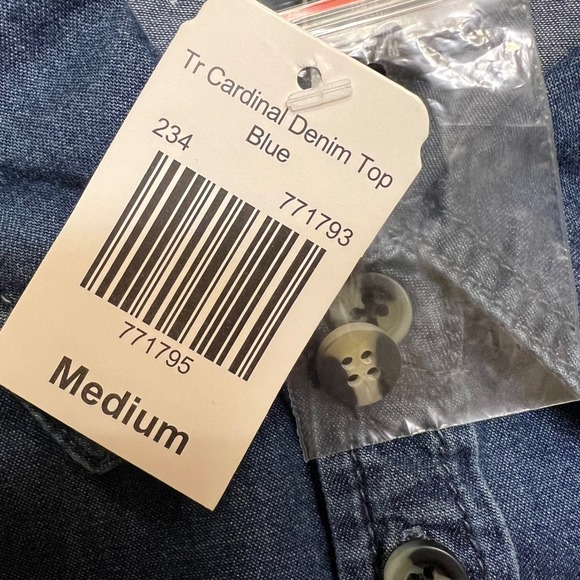 Tr Cardinal Denim Top
Blue
234
771793
771795
Medium